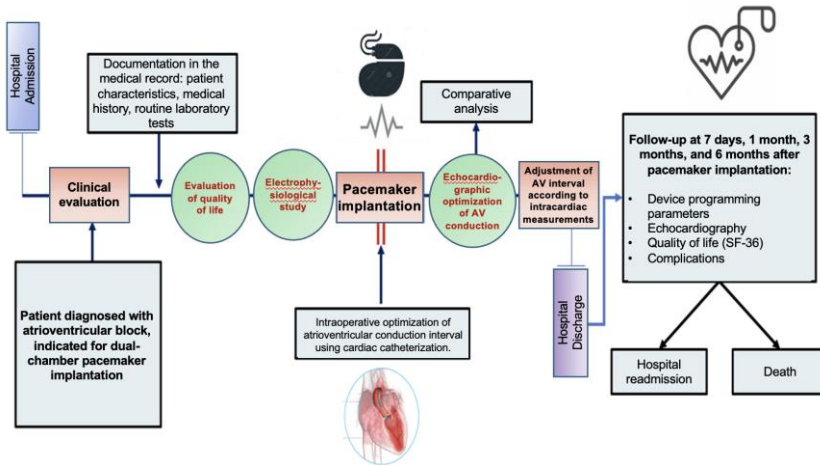 Hospital
Admission
Documentation in the
medical record: patient
characteristics, medical
history, routine laboratory
tests
Clinical
evaluation
Patient diagnosed with
atrioventricular block,
indicated for dual-
chamber pacemaker
implantation
Evaluation
of quality
of life
Electrophy-
siological
study
Pacemaker
implantation
Intraoperative optimization of
atrioventricular conduction interval
using cardiac catheterization.
Comparative
analysis
Echocardio-
graphic
optimization
of AV
conduction
Adjustment of
AV interval
according to
intracardiac
measurements
Hospital
Discharge
Follow-up at 7 days, 1 month, 3
months, and 6 months after
pacemaker implantation:
• Device programming
parameters
• Echocardiography
• Quality of life (SF-36)
• Complications
Hospital
readmission
Death